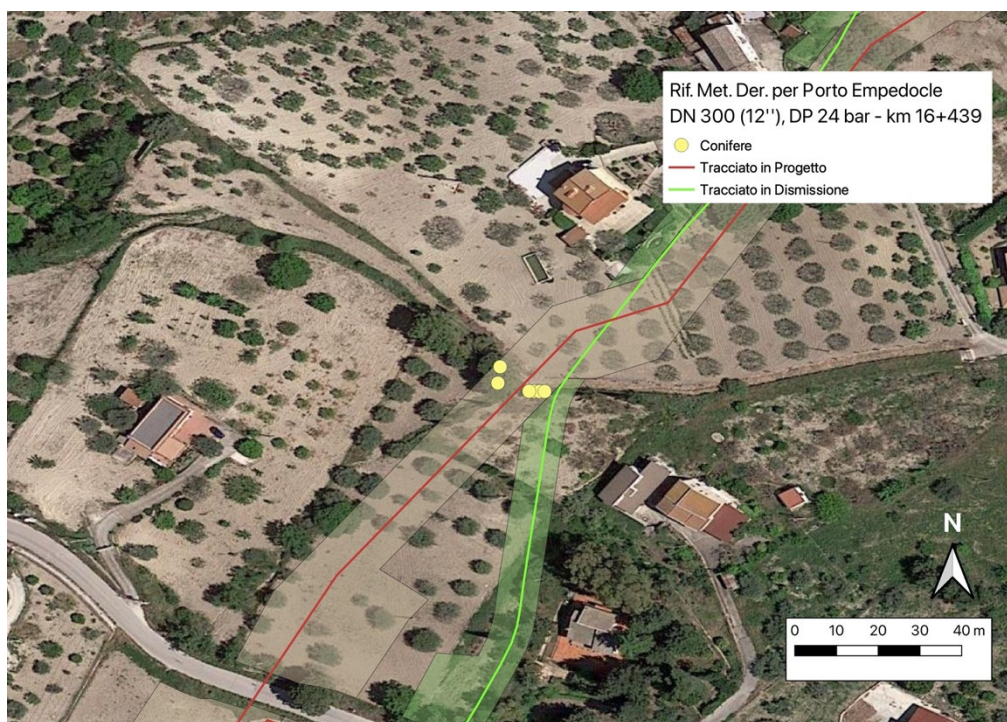 Rif. Met. Der. per Porto Empedocle
DN 300 (12''), DP 24 bar - km 16+439
Conifere
Tracciato in Progetto
Tracciato in Dismissione
N
0 10 20 30 40 m